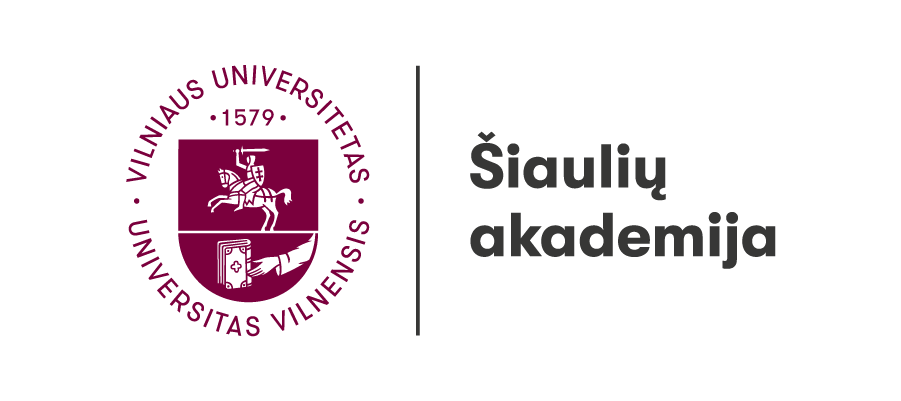 VILNIAUS UNIVERSITETAS
• 1579 •
• UNIVERSITAS VILNENSIS •
Šiaulių
akademija